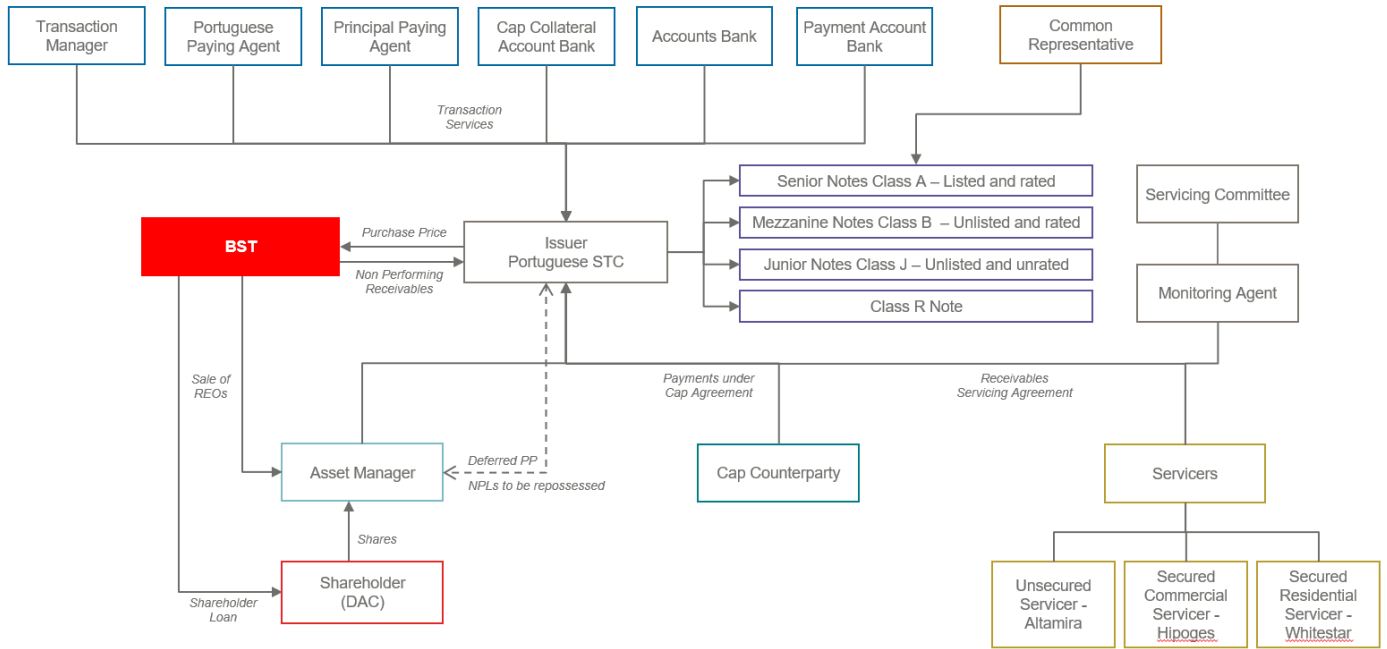 Transaction
Manager
Portuguese
Paying Agent
Principal Paying
Agent
Cap Collateral
Account Bank
Accounts Bank
Payment Account
Bank
Common
Representative
Transaction
Services
Senior Notes Class A – Listed and rated
Mezzanine Notes Class B – Unlisted and rated
Junior Notes Class J – Unlisted and unrated
Class R Note
Servicing Committee
Monitoring Agent
BST
Purchase Price
Non Performing
Receivables
Issuer
Portuguese STC
Sale of
REOs
Payments under
Cap Agreement
Receivables
Servicing Agreement
Asset Manager
Deferred PP
NPLs to be repossessed
Cap Counterparty
Servicers
Shares
Shareholder
(DAC)
Shareholder
Loan
Unsecured
Servicer -
Altamira
Secured
Commercial
Servicer -
Hipoges
Secured
Residential
Servicer -
Whitestar